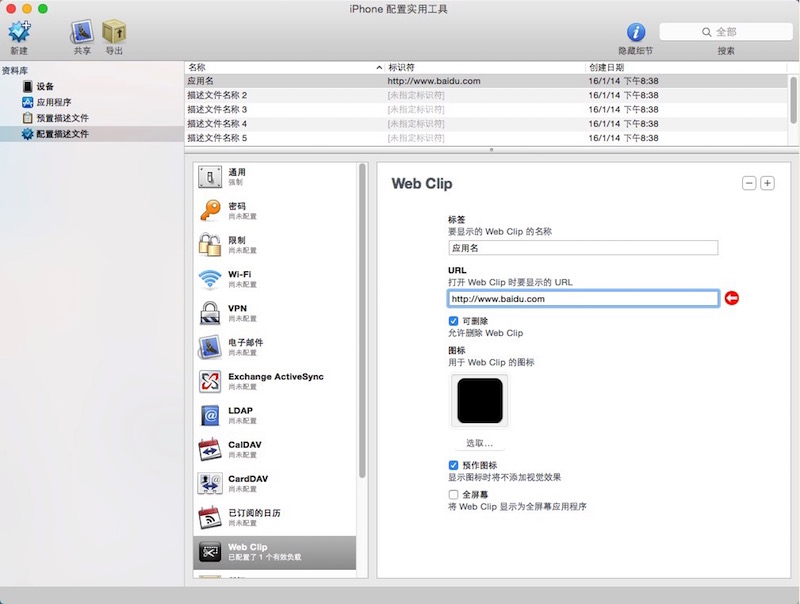 iPhone 配置实用工具
新建
共享
导出
隐藏细节
全部
搜索
资料库
设备
应用程序
预置描述文件
配置描述文件
名称 标识符 创建日期
应用名 http://www.baidu.com 16/1/14 下午8:38
描述文件名称 2 [未指定标识符] 16/1/14 下午8:38
描述文件名称 3 [未指定标识符] 16/1/14 下午8:38
描述文件名称 4 [未指定标识符] 16/1/14 下午8:38
描述文件名称 5 [未指定标识符] 16/1/14 下午8:38
通用
强制
密码
尚未配置
限制
尚未配置
Wi-Fi
尚未配置
VPN
尚未配置
电子邮件
尚未配置
Exchange ActiveSync
尚未配置
LDAP
尚未配置
CalDAV
尚未配置
CardDAV
尚未配置
已订阅的日历
尚未配置
Web Clip
已配置了 1 个有效负载
Web Clip
标签
要显示的 Web Clip 的名称
应用名
URL
打开 Web Clip 时要显示的 URL
http://www.baidu.com
可删除
允许删除 Web Clip
图标
用于 Web Clip 的图标
选取...
预作图标
显示图标时将不添加视觉效果
全屏幕
将 Web Clip 显示为全屏幕应用程序